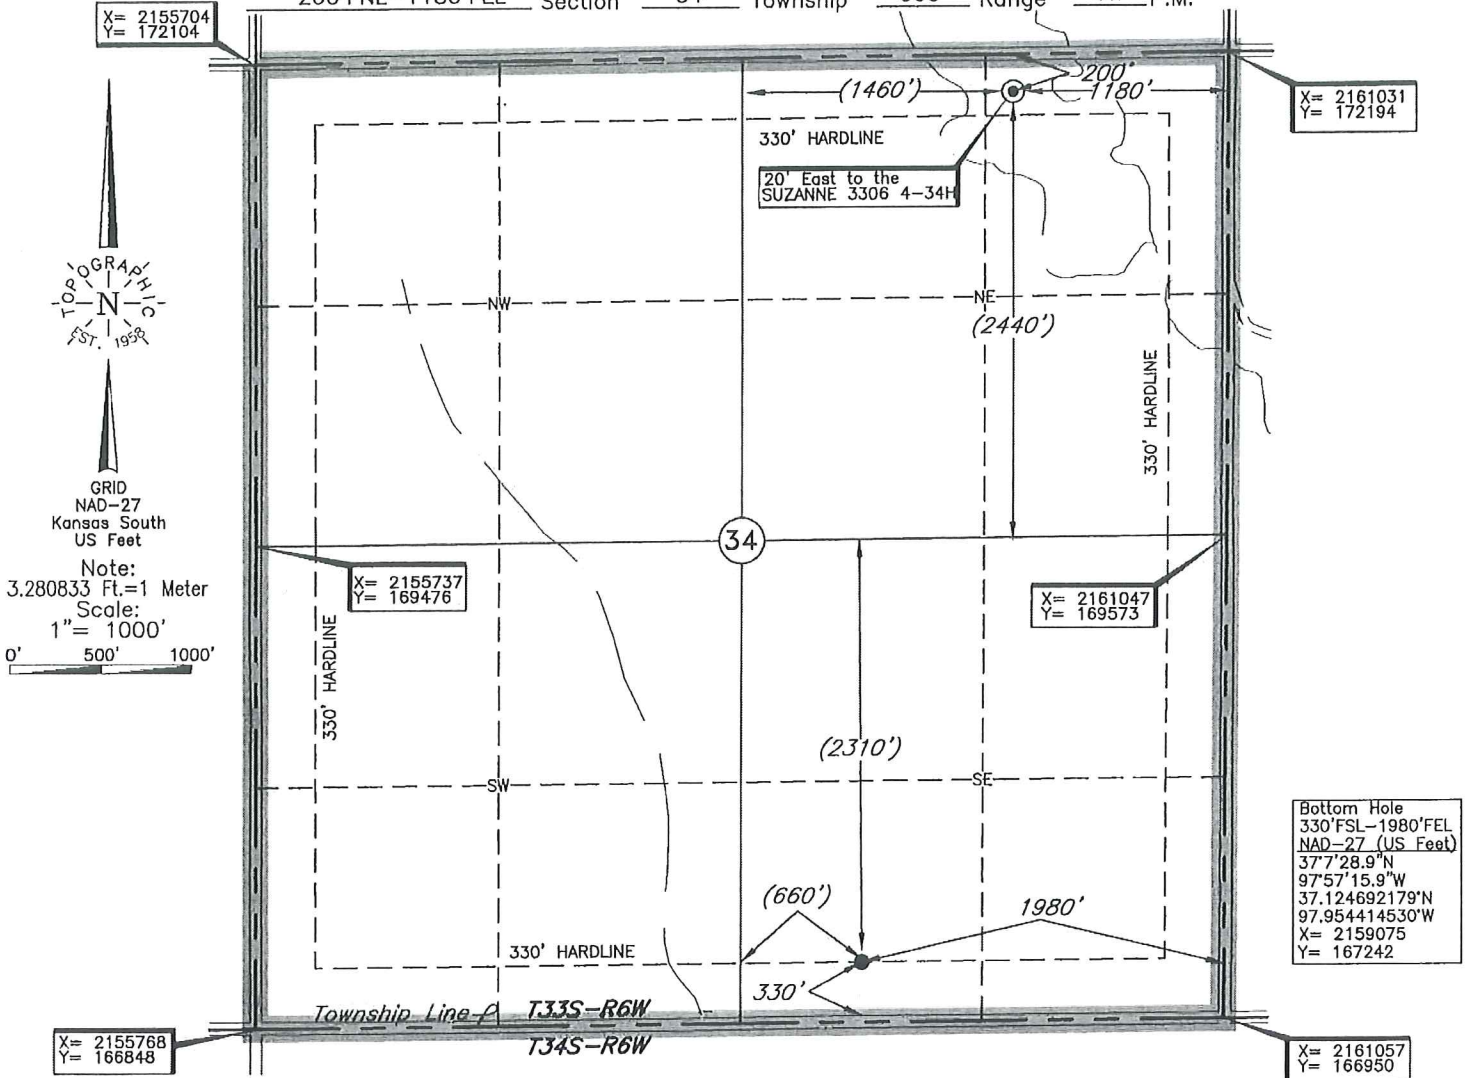 Section
Township
Range
P.M.
X= 2155704
Y= 172104
200'
(1460')
1180'
X= 2161031
Y= 172194
330' HARDLINE
20' East to the
SUZANNE 3306 4-34H
TOPOGRAPHIC
N
EST. 1958
NW
NE
(2440')
330' HARDLINE
GRID
NAD-27
Kansas South
US Feet
Note:
3.280833 Ft.=1 Meter
Scale:
1"= 1000'
0' 500' 1000'
34
X= 2155737
Y= 169476
X= 2161047
Y= 169573
330' HARDLINE
(2310')
SW
SE
Bottom Hole
330'FSL-1980'FEL
NAD-27 (US Feet)
37°7'28.9"N
97°57'15.9"W
37.124692179°N
97.954414530°W
X= 2159075
Y= 167242
(660')
1980'
330' HARDLINE
330'
Township Line
T33S-R6W
T34S-R6W
X= 2155768
Y= 166848
X= 2161057
Y= 166950